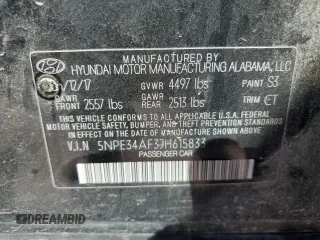 MANUFACTURED BY
HYUNDAI MOTOR MANUFACTURING ALABAMA, LLC
GVWR 4497 lbs PAINT S3
GAWR FRONT 2557 lbs GAWR REAR 2513 lbs TRIM ET
THIS VEHICLE CONFORMS TO ALL APPLICABLE U.S.A. FEDERAL
MOTOR VEHICLE SAFETY, BUMPER, AND THEFT PREVENTION
STANDARDS IN EFFECT ON THE DATE OF MANUFACTURE SHOWN ABOVE.
V.I.N
PASSENGER CAR
©DREAMBID